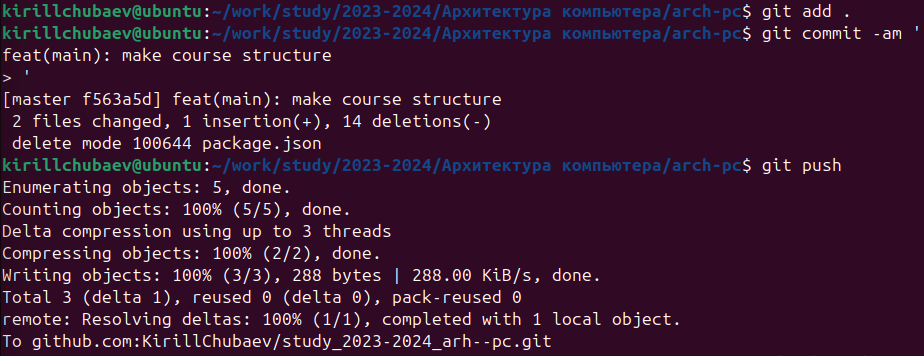 kirillchubaev@ubuntu:~/work/study/2023-2024/Архитектура компьютера/arch-pc$ git add .
kirillchubaev@ubuntu:~/work/study/2023-2024/Архитектура компьютера/arch-pc$ git commit -am '
feat(main): make course structure
> '
[master f563a5d] feat(main): make course structure
 2 files changed, 1 insertion(+), 14 deletions(-)
 delete mode 100644 package.json
kirillchubaev@ubuntu:~/work/study/2023-2024/Архитектура компьютера/arch-pc$ git push
Enumerating objects: 5, done.
Counting objects: 100% (5/5), done.
Delta compression using up to 3 threads
Compressing objects: 100% (2/2), done.
Writing objects: 100% (3/3), 288 bytes | 288.00 KiB/s, done.
Total 3 (delta 1), reused 0 (delta 0), pack-reused 0
remote: Resolving deltas: 100% (1/1), completed with 1 local object.
To github.com:KirillChubaev/study_2023-2024_arh--pc.git